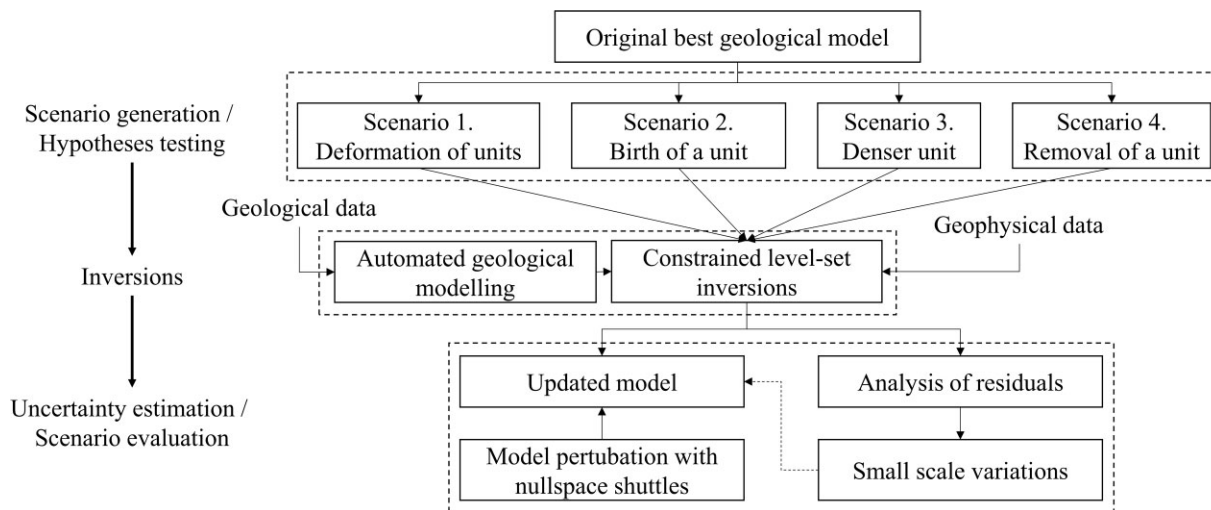 Original best geological model
Scenario generation /
Hypotheses testing
Scenario 1.
Deformation of units
Scenario 2.
Birth of a unit
Scenario 3.
Denser unit
Scenario 4.
Removal of a unit
Geological data
Geophysical data
Inversions
Automated geological
modelling
Constrained level-set
inversions
Uncertainty estimation /
Scenario evaluation
Updated model
Analysis of residuals
Model pertubation with
nullspace shuttles
Small scale variations